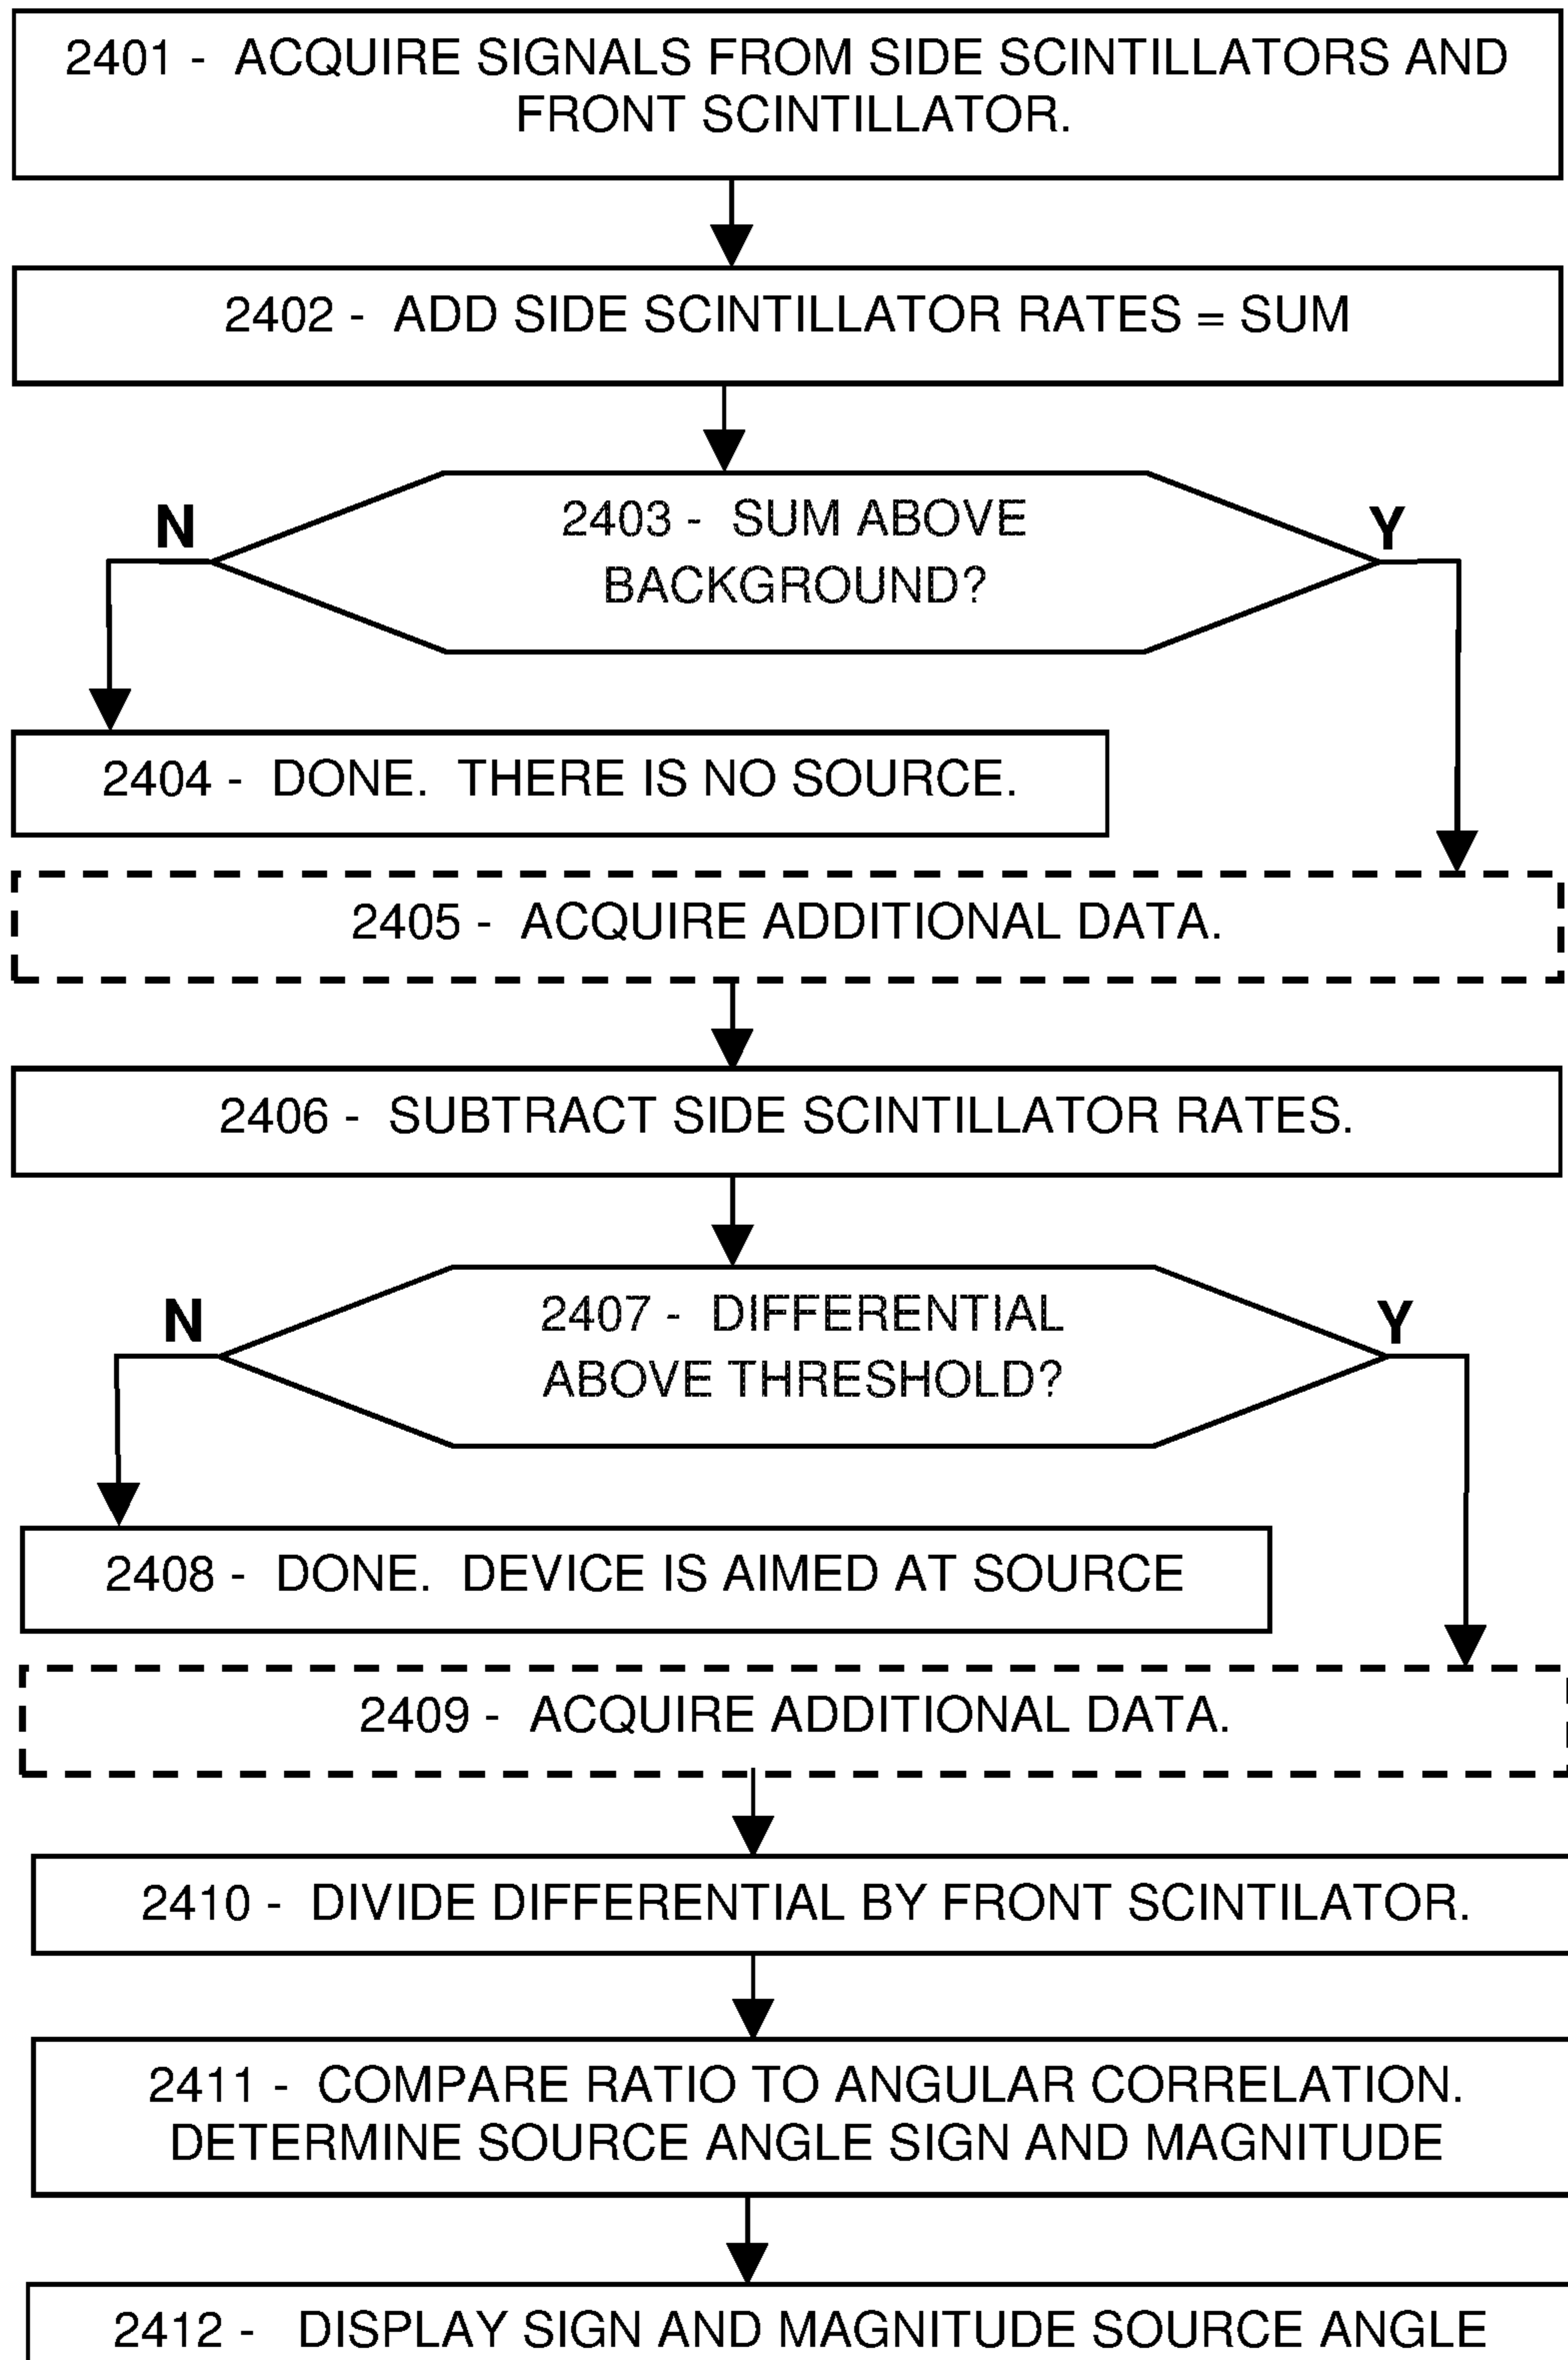 2401 - ACQUIRE SIGNALS FROM SIDE SCINTILLATORS AND
FRONT SCINTILLATOR.
2402 - ADD SIDE SCINTILLATOR RATES = SUM
2403 - SUM ABOVE
BACKGROUND?
N
Y
2404 - DONE. THERE IS NO SOURCE.
2405 - ACQUIRE ADDITIONAL DATA.
2406 - SUBTRACT SIDE SCINTILLATOR RATES.
2407 - DIFFERENTIAL
ABOVE THRESHOLD?
N
Y
2408 - DONE. DEVICE IS AIMED AT SOURCE
2409 - ACQUIRE ADDITIONAL DATA.
2410 - DIVIDE DIFFERENTIAL BY FRONT SCINTILATOR.
2411 - COMPARE RATIO TO ANGULAR CORRELATION.
DETERMINE SOURCE ANGLE SIGN AND MAGNITUDE
2412 - DISPLAY SIGN AND MAGNITUDE SOURCE ANGLE